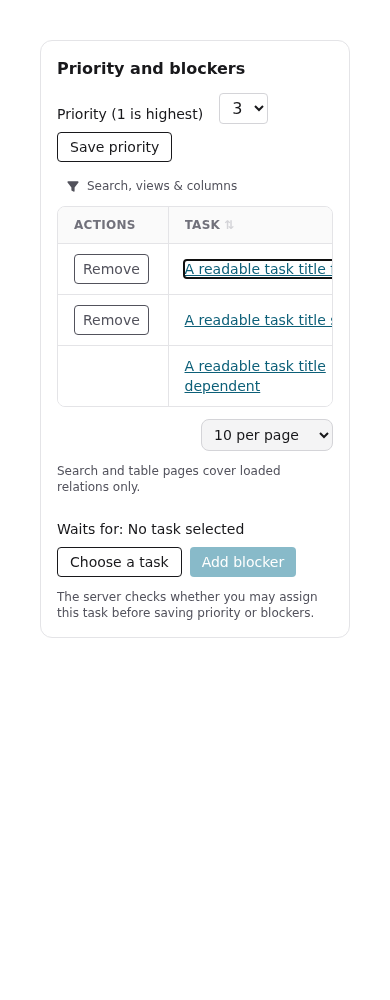 Priority and blockers
Priority (1 is highest) 3
Save priority
Search, views & columns
ACTIONS TASK
Remove A readable task title
Remove A readable task title
A readable task title
dependent
10 per page
Search and table pages cover loaded
relations only.
Waits for: No task selected
Choose a task Add blocker
The server checks whether you may assign
this task before saving priority or blockers.